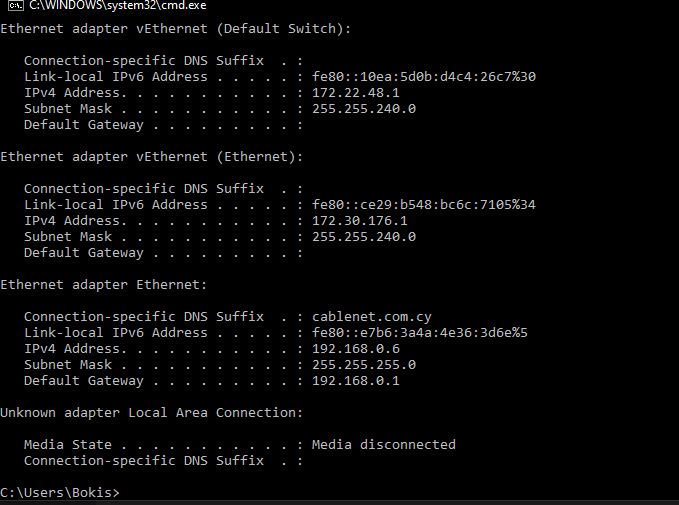 C:\WINDOWS\system32\cmd.exe
Ethernet adapter vEthernet (Default Switch):
Connection-specific DNS Suffix  . :
Link-local IPv6 Address . . . . . : fe80::10ea:5d0b:d4c4:26c7%30
IPv4 Address. . . . . . . . . . . : 172.22.48.1
Subnet Mask . . . . . . . . . . . : 255.255.240.0
Default Gateway . . . . . . . . . :
Ethernet adapter vEthernet (Ethernet):
Connection-specific DNS Suffix  . :
Link-local IPv6 Address . . . . . : fe80::ce29:b548:bc6c:7105%34
IPv4 Address. . . . . . . . . . . : 172.30.176.1
Subnet Mask . . . . . . . . . . . : 255.255.240.0
Default Gateway . . . . . . . . . :
Ethernet adapter Ethernet:
Connection-specific DNS Suffix  . : cablenet.com.cy
Link-local IPv6 Address . . . . . : fe80::e7b6:3a4a:4e36:3d6e%5
IPv4 Address. . . . . . . . . . . : 192.168.0.6
Subnet Mask . . . . . . . . . . . : 255.255.255.0
Default Gateway . . . . . . . . . : 192.168.0.1
Unknown adapter Local Area Connection:
Media State . . . . . . . . . . . : Media disconnected
Connection-specific DNS Suffix  . :
C:\Users\Bokis>